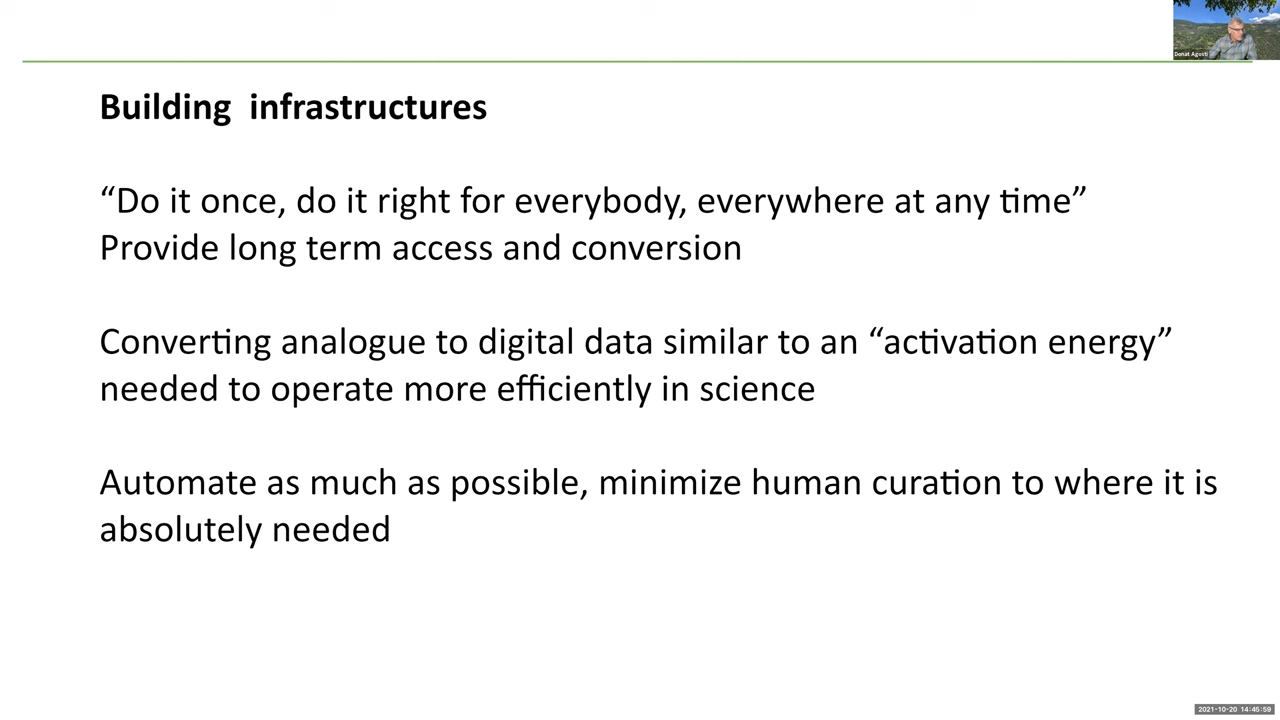 Donat Agosti
Building infrastructures
“Do it once, do it right for everybody, everywhere at any time”
Provide long term access and conversion
Converting analogue to digital data similar to an “activation energy”
needed to operate more efficiently in science
Automate as much as possible, minimize human curation to where it is
absolutely needed
2021-10-20 14:45:59